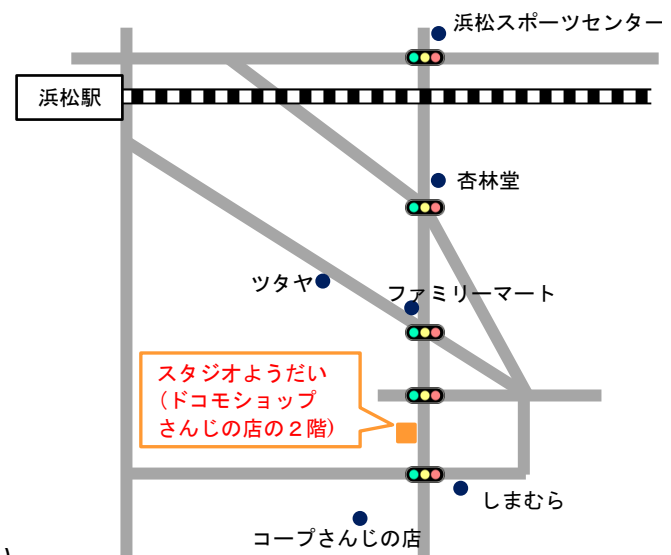 浜松スポーツセンター
浜松駅
杏林堂
ツタヤ
ファミリーマート
スタジオようだい
(ドコモショップ
さんじの店の２階)
しまむら
コープさんじの店
)